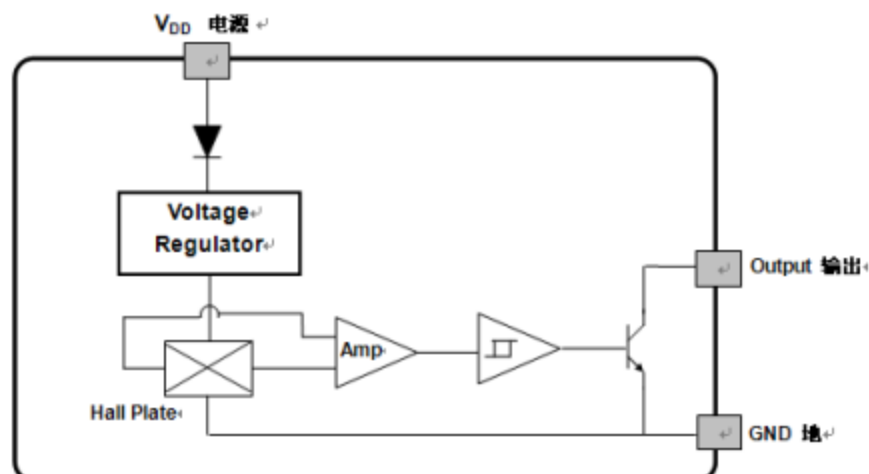 VDD 电源
Voltage
Regulator
Output 输出
Amp
Hall Plate
GND 地